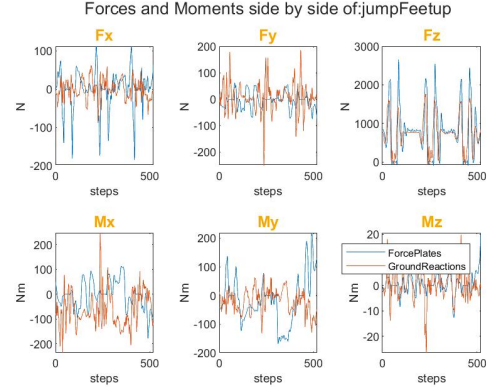 Forces and Moments side by side of:jumpFeetup
Fx
Fy
Fz
100
0
-100
-200
N
0
500
steps
200
100
0
-100
-200
N
0
500
steps
3000
2000
1000
0
N
0
500
steps
Mx
My
Mz
200
100
0
-100
-200
Nm
0
500
steps
200
100
0
-100
-200
Nm
0
500
steps
20
0
-10
-20
Nm
0
500
steps
ForcePlates
GroundReactions